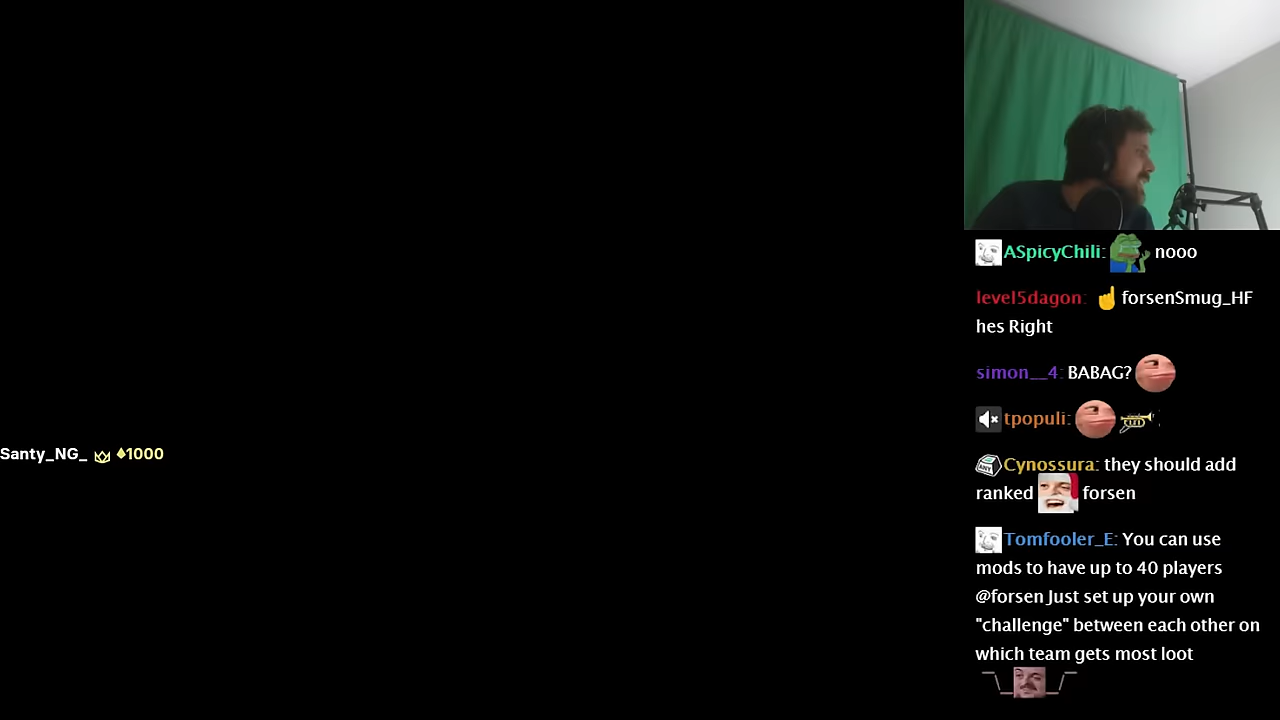 ASpicyChili: nooo
level5dagon: ☝forsenSmug_HF
hes Right
simon__4: BABAG?
tpopuli:
Santy_NG_ 1000
Cynossura: they should add
ranked forsen
Tomfooler_E: You can use
mods to have up to 40 players
@forsen Just set up your own
"challenge" between each other on
which team gets most loot